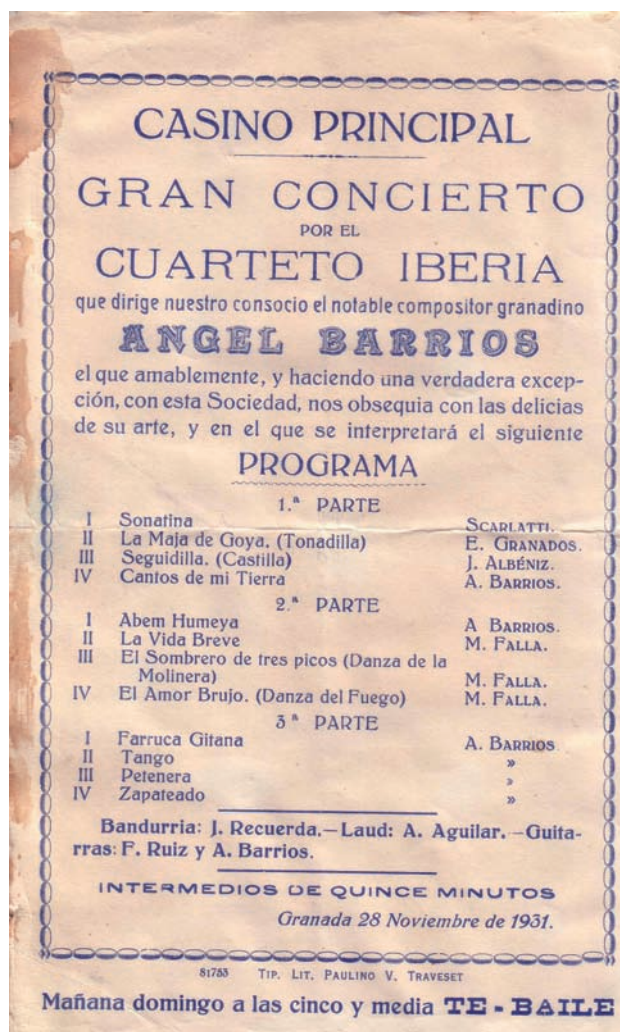 CASINO PRINCIPAL
GRAN CONCIERTO
POR EL
CUARTETO IBERIA
que dirige nuestro consocio el notable compositor granadino
ANGEL BARRIOS
el que amablemente, y haciendo una verdadera excep-
ción, con esta Sociedad, nos obsequia con las delicias
de su arte, y en el que se interpretará el siguiente
PROGRAMA
1.ª PARTE
I Sonatina SCARLATTI.
II La Maja de Goya. (Tonadilla) E. GRANADOS.
III Seguidilla. (Castilla) J. ALBÉNIZ.
IV Cantos de mi Tierra A. BARRIOS.
2.ª PARTE
I Abem Humeya A BARRIOS.
II La Vida Breve M. FALLA.
III El Sombrero de tres picos (Danza de la
Molinera) M. FALLA.
IV El Amor Brujo. (Danza del Fuego) M. FALLA.
3ª PARTE
I Farruca Gitana A. BARRIOS
II Tango »
III Petenera »
IV Zapateado »
Bandurria: J. Recuerda.—Laud: A. Aguilar.—Guita-
rras: F. Ruiz y A. Barrios.
INTERMEDIOS DE QUINCE MINUTOS
Granada 28 Noviembre de 1931.
81753 TIP. LIT. PAULINO V. TRAVESET
Mañana domingo a las cinco y media TE - BAILE